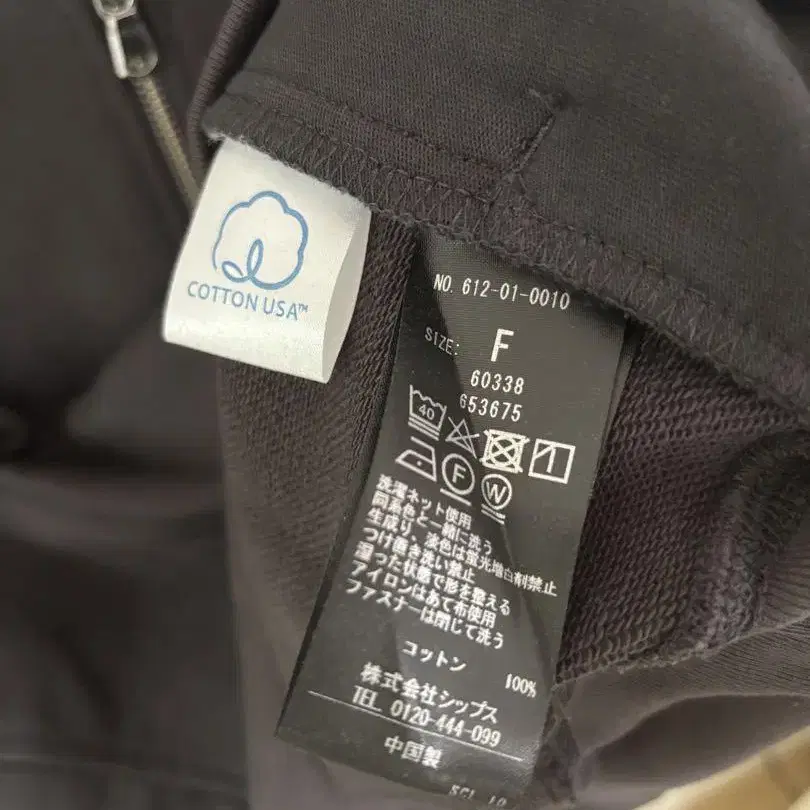 COTTON USA™
NO. 612-01-0010
SIZE: F
60338
653675
40
F W
洗濯ネット使用
同系色と一緒に洗う
生成り、淡色は蛍光増白剤禁止
つけ置き洗い禁止
湿った状態で形を整える
アイロンはあて布使用
ファスナーは閉じて洗う
コットン 100%
株式会社シップス
TEL 0120-444-099
中国製